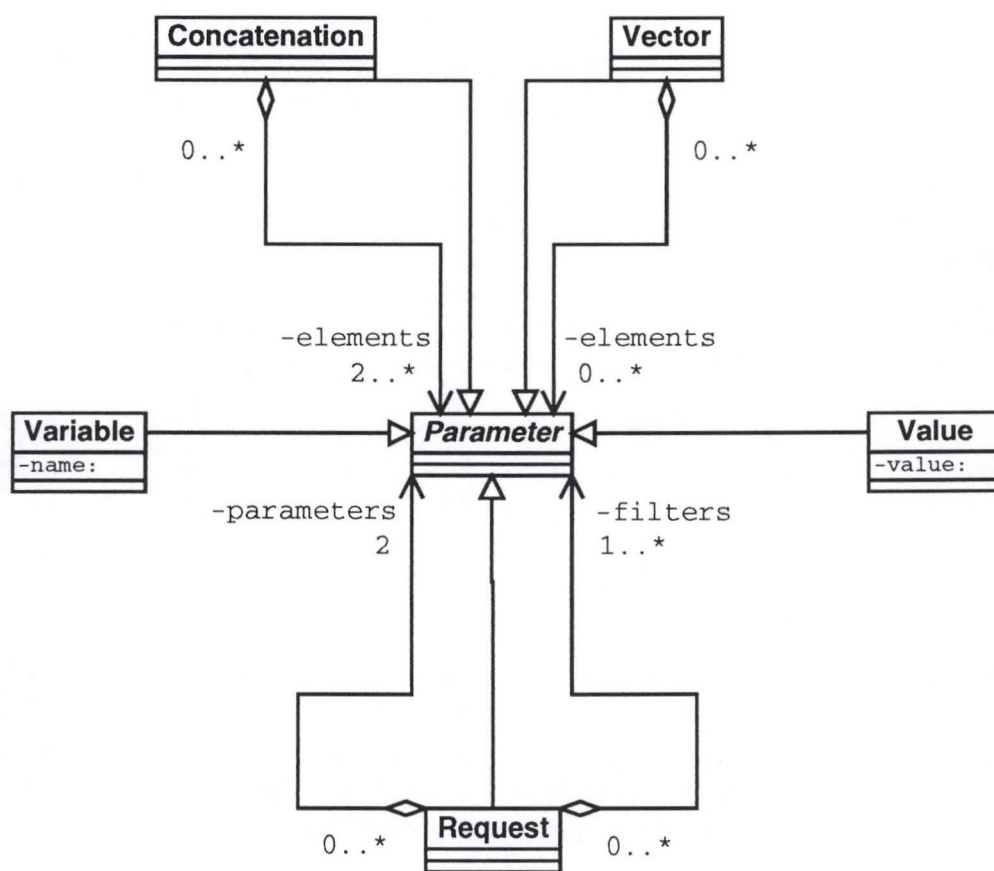 Concatenation
Vector
0..*
0..*
-elements
2..*
-elements
0..*
Variable
-name:
Parameter
Value
-value:
-parameters
2
-filters
1..*
0..*
Request
0..*